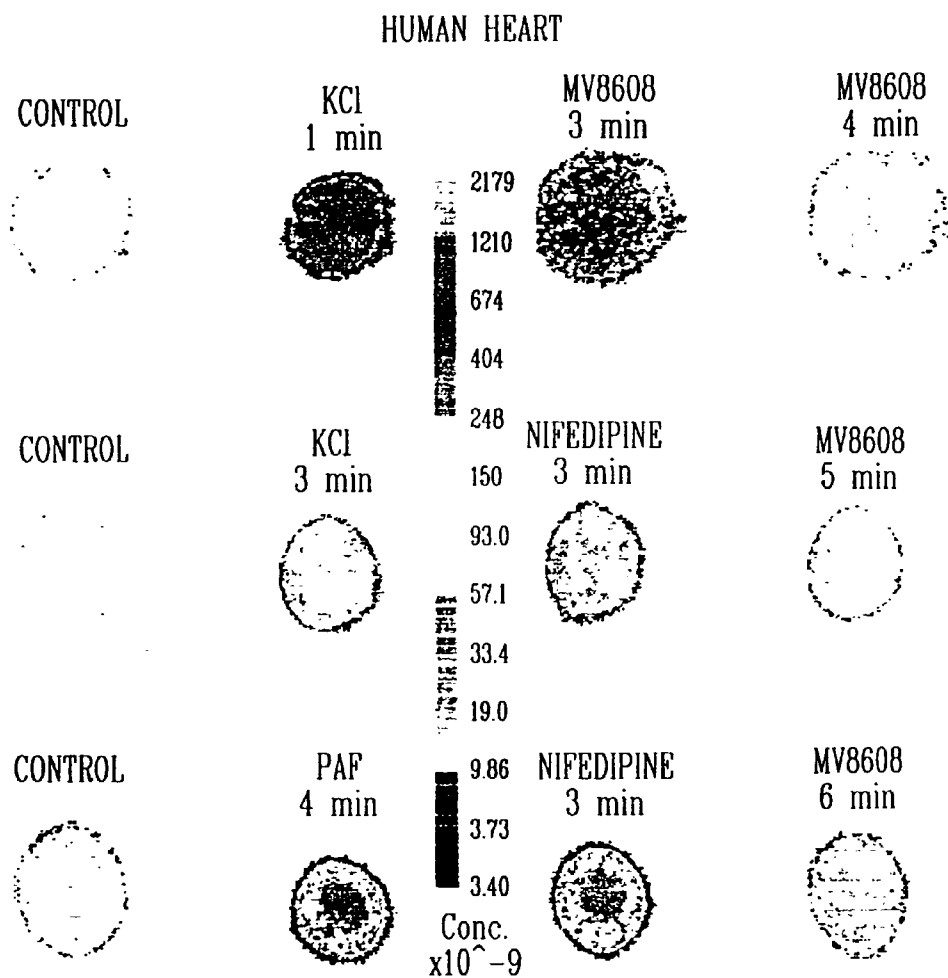 HUMAN HEART
CONTROL
KCl
1 min
MV8608
3 min
MV8608
4 min
2179
1210
674
404
248
150
93.0
57.1
33.4
19.0
9.86
3.73
3.40
Conc.
x10^-9
CONTROL
KCl
3 min
NIFEDIPINE
3 min
MV8608
5 min
CONTROL
PAF
4 min
NIFEDIPINE
3 min
MV8608
6 min